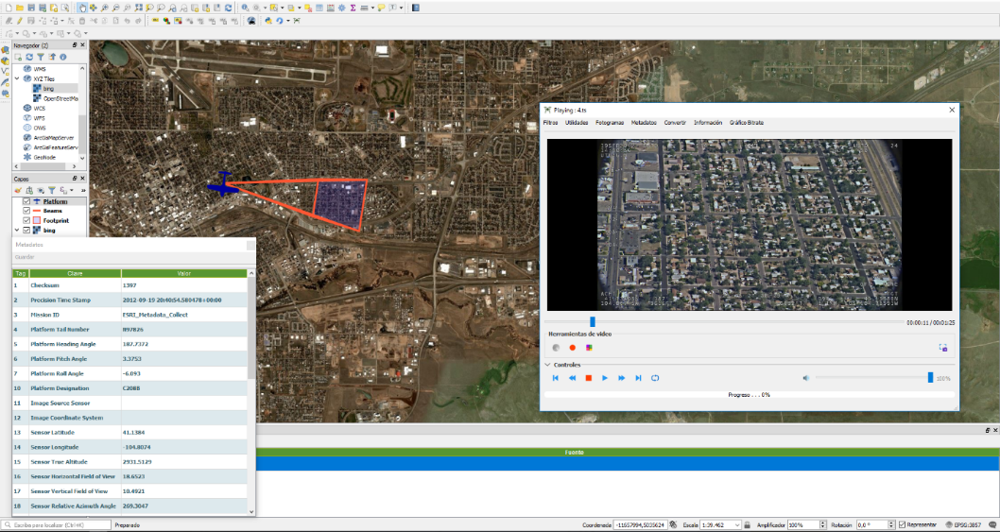 Navegador (2)
WMS
XYZ Tiles
bing
OpenStreetMa
WCS
WFS
OWS
ArcGisMapServer
ArcGisFeatureServ
GeoNode
Capas
Platform
Beams
Footprint
bing
Metadatos
Guardar
Tag Clave Valor
1 Checksum 1397
2 Precision Time Stamp 2012-09-19 20:40:54.580478+00:00
3 Mission ID ESRI_Metadata_Collect
4 Platform Tail Number N97826
5 Platform Heading Angle 187.7372
6 Platform Pitch Angle 3.3753
7 Platform Roll Angle -6.093
10 Platform Designation C208B
11 Image Source Sensor
12 Image Coordinate System
13 Sensor Latitude 41.1384
14 Sensor Longitude -104.8074
15 Sensor True Altitude 2931.5129
16 Sensor Horizontal Field of View 18.6523
17 Sensor Vertical Field of View 10.4921
18 Sensor Relative Azimuth Angle 269.3047
Playing : 4.ts
Filtros Utilidades Fotogramas Metadatos Convertir Información Gráfico Bitrate
24
00:00:11 / 00:01:25
Herramientas de video
Controles
100%
Progreso . . . 0%
Fuente
Escriba para localizar (Ctrl+K) Preparado Coordenada -11657994,5035624 Escala 1:39.462 Amplificador 100% Rotación 0,0 ° Representar EPSG:3857